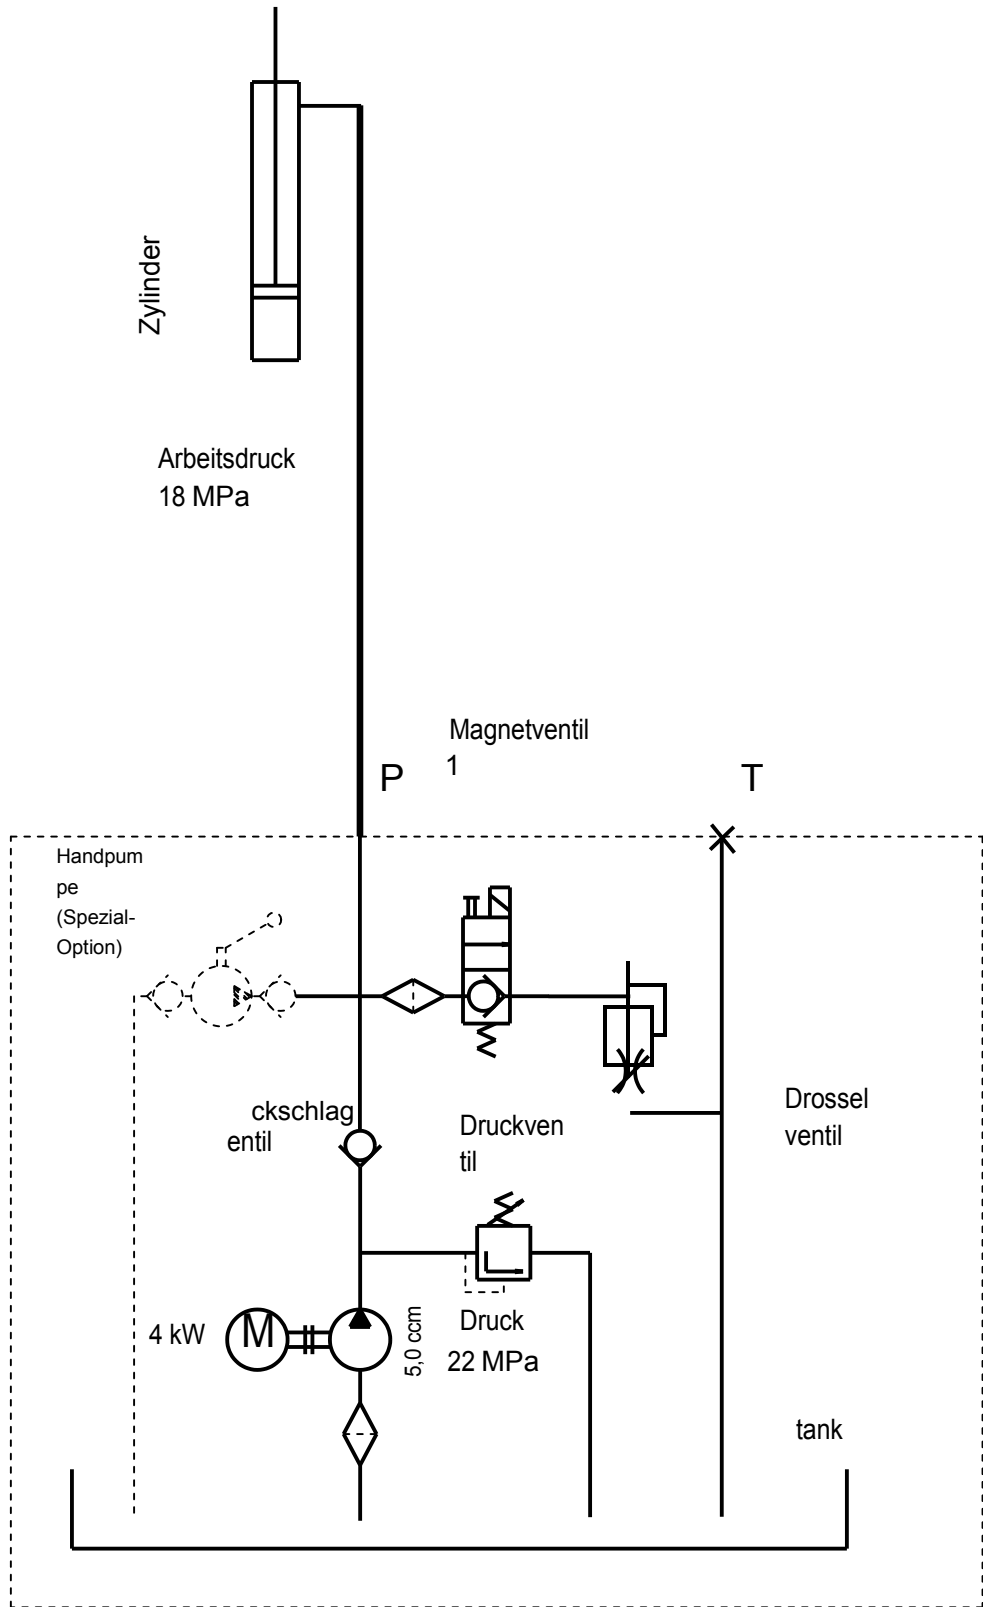 Zylinder
Arbeitsdruck
18 MPa
Magnetventil
1
P
T
Handpum
pe
(Spezial-
Option)
ckschlag
entil
Druckven
til
Drossel
ventil
4 kW
M
5,0 ccm
Druck
22 MPa
tank